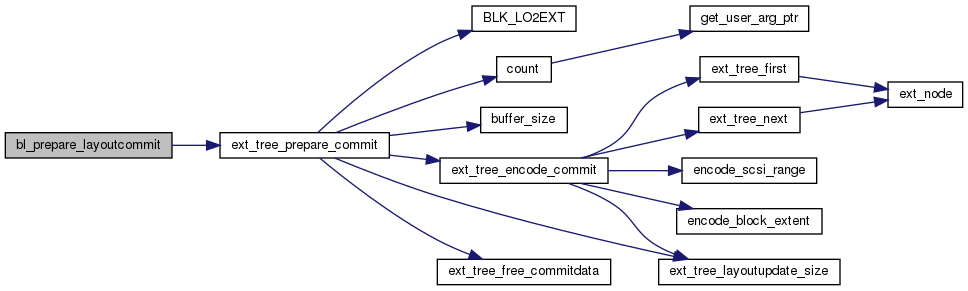 BLK_LO2EXT
get_user_arg_ptr
count
ext_tree_first
ext_node
buffer_size
ext_tree_next
bl_prepare_layoutcommit
ext_tree_prepare_commit
ext_tree_encode_commit
encode_scsi_range
encode_block_extent
ext_tree_free_commitdata
ext_tree_layoutupdate_size